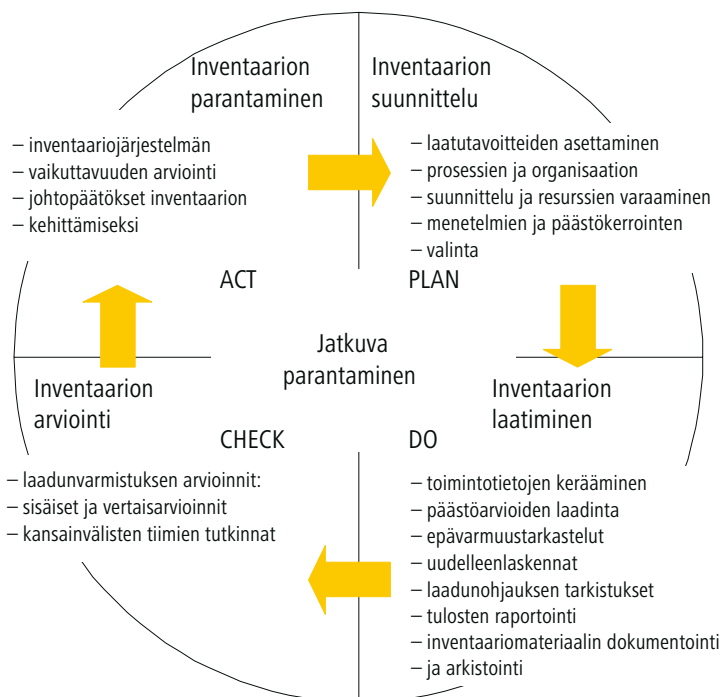 Inventaarion
parantaminen
– inventaariojärjestelmän
– vaikuttavuuden arviointi
– johtopäätökset inventaarion
– kehittämiseksi
ACT
Inventaarion
suunnittelu
– laatutavoitteiden asettaminen
– prosessien ja organisaation
– suunnittelu ja resurssien varaaminen
– menetelmien ja päästökerrointen
– valinta
PLAN
Jatkuva
parantaminen
Inventaarion
arviointi
CHECK
– laadunvarmistuksen arvioinnit:
– sisäiset ja vertaisarvioinnit
– kansainvälisten tiimien tutkinnat
Inventaarion
laatiminen
DO
– toimintotietojen kerääminen
– päästöarvioiden laadinta
– epävarmuustarkastelut
– uudelleenlaskennat
– laadunohjauksen tarkistukset
– tulosten raportointi
– inventaariomateriaalin dokumentointi
– ja arkistointi